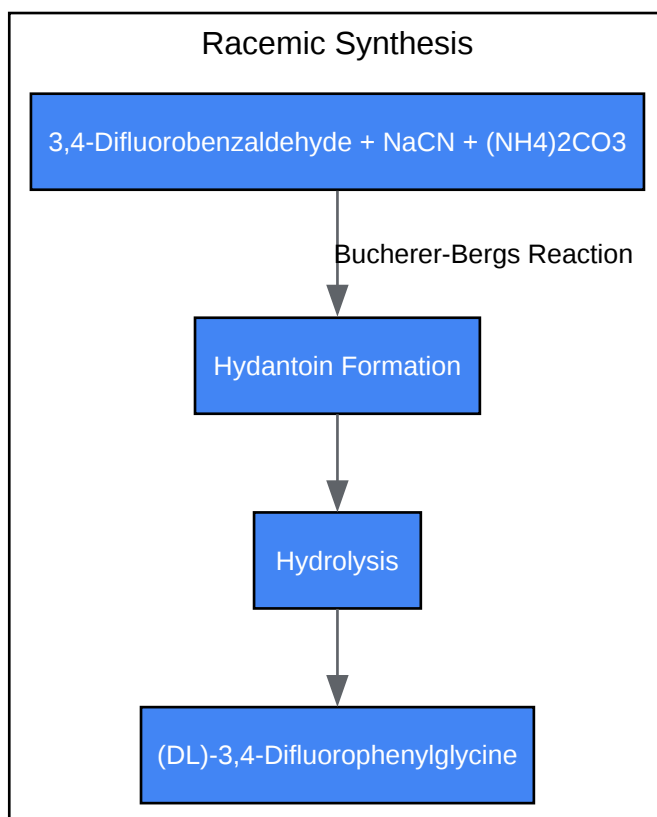 Racemic Synthesis
3,4-Difluorobenzaldehyde + NaCN + (NH4)2CO3
Bucherer-Bergs Reaction
Hydantoin Formation
Hydrolysis
(DL)-3,4-Difluorophenylglycine